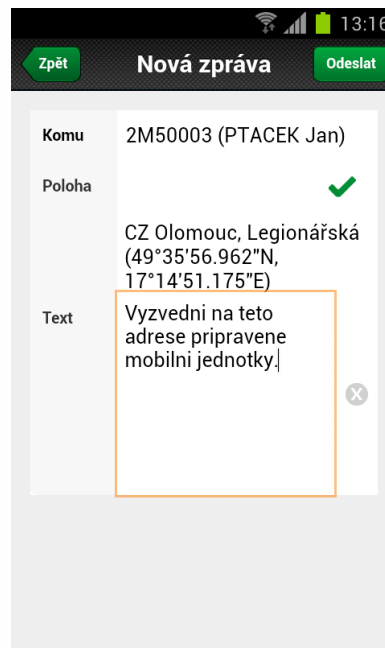 13:16
Zpět Nová zpráva Odeslat
Komu 2M50003 (PTACEK Jan)
Poloha
CZ Olomouc, Legionářská
(49°35'56.962"N,
17°14'51.175"E)
Text Vyzvedni na teto
adrese pripravene
mobilni jednotky.